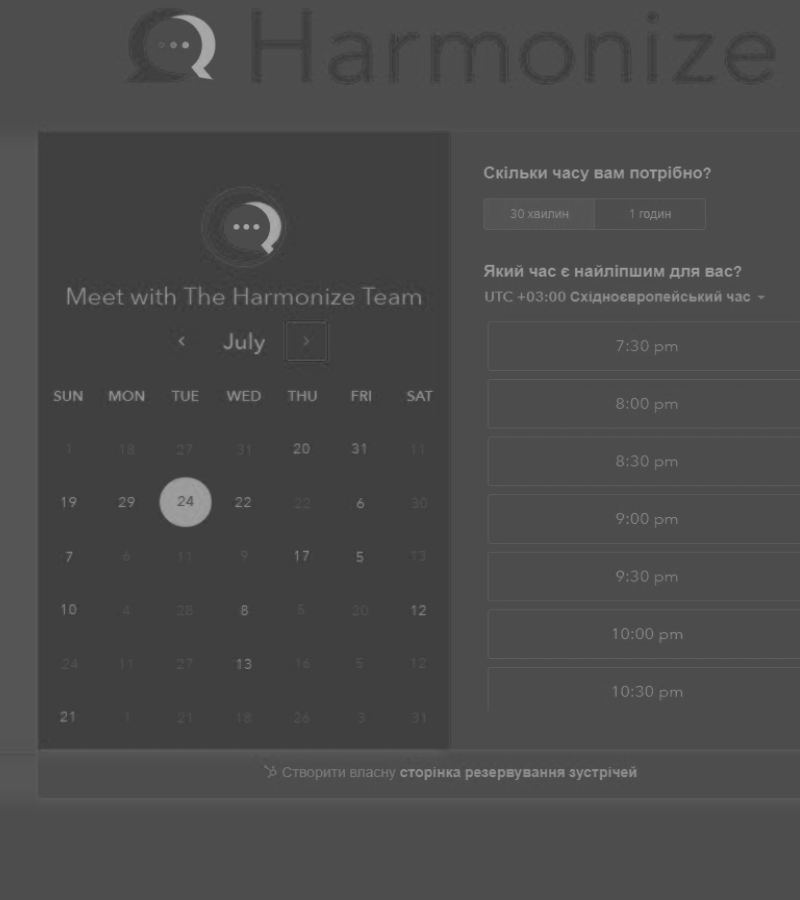 Harmonize
Meet with The Harmonize Team
July
SUN MON TUE WED THU FRI SAT
1 18 27 31 20 31 11
19 29 24 22 22 6 30
7 6 11 9 17 5 13
10 4 28 8 5 20 12
24 11 27 13 16 5 12
21 1 21 18 26 3 31
Скільки часу вам потрібно?
30 хвилин 1 годин
Який час є найліпшим для вас?
UTC +03:00 Східноєвропейський час
7:30 pm
8:00 pm
8:30 pm
9:00 pm
9:30 pm
10:00 pm
10:30 pm
Створити власну сторінка резервування зустрічей